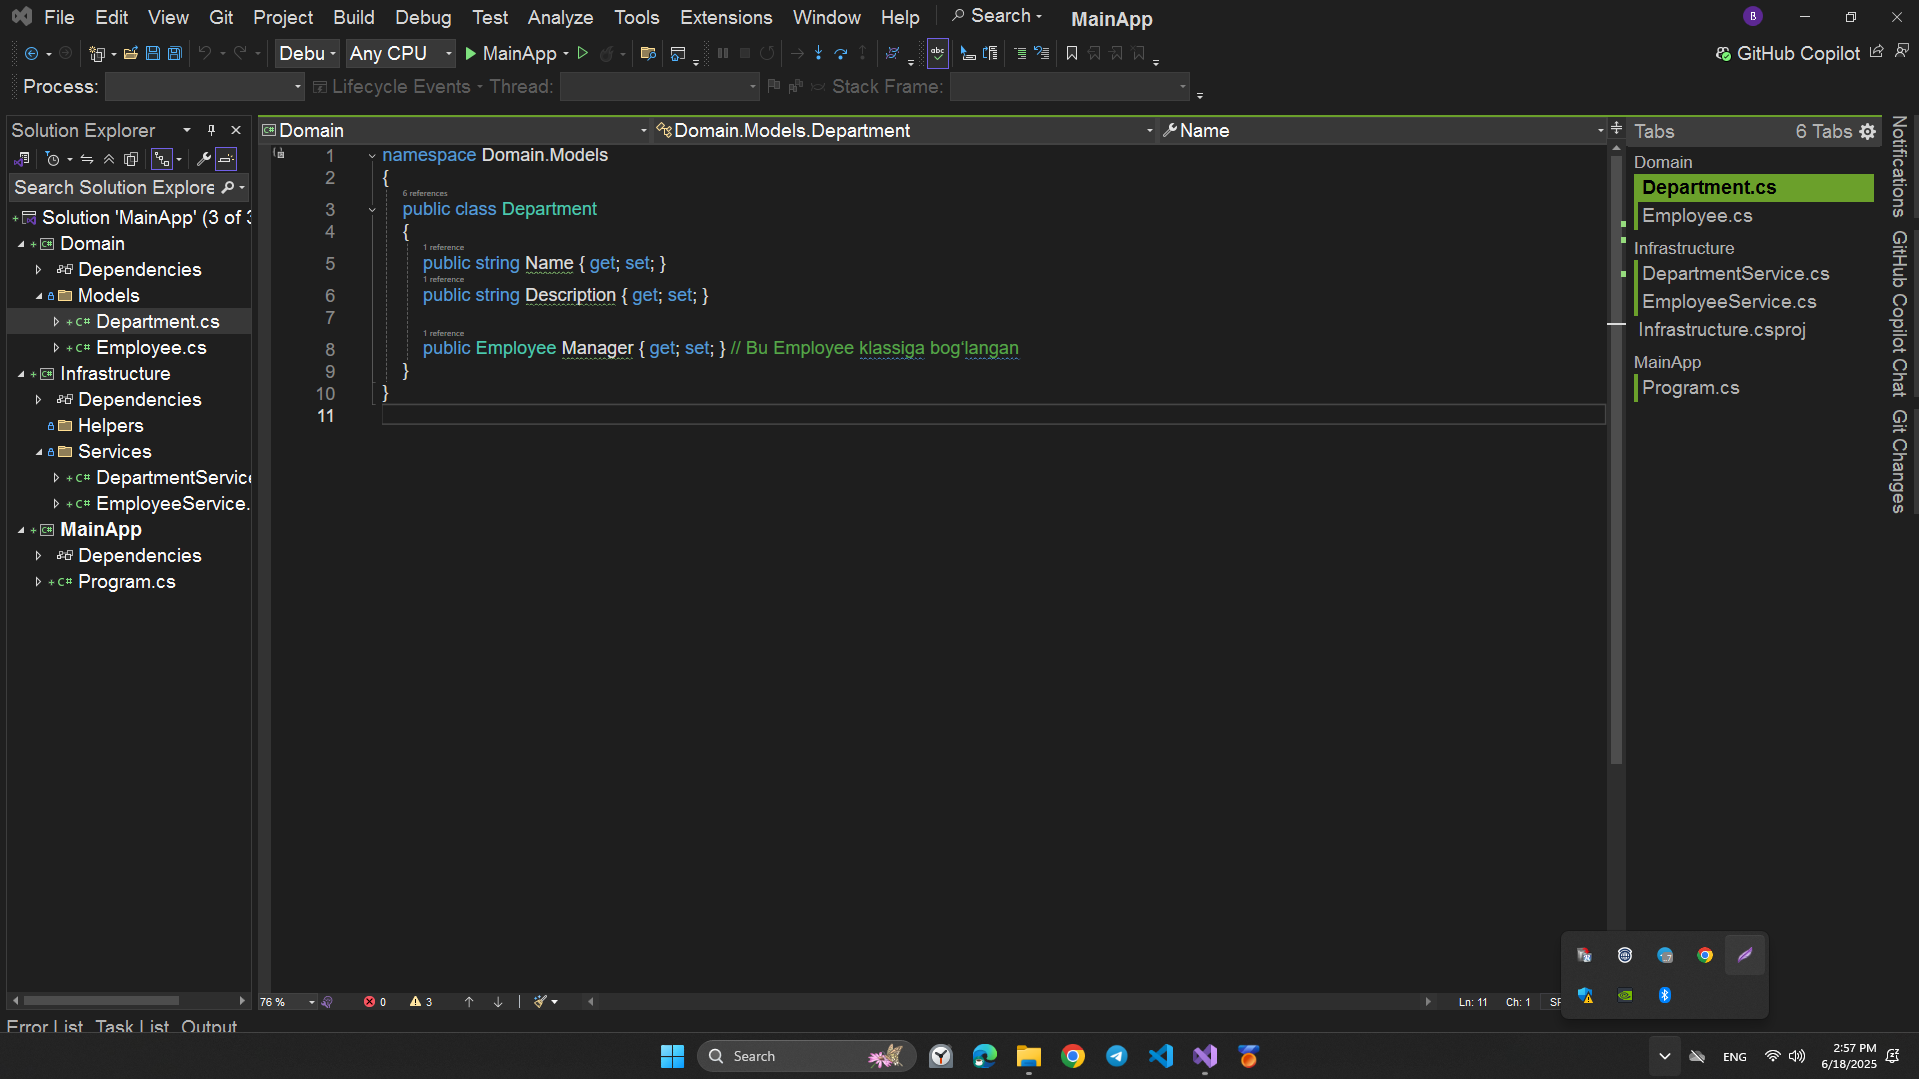 File Edit View Git Project Build Debug Test Analyze Tools Extensions Window Help Search MainApp
Debu Any CPU MainApp GitHub Copilot
Process: Lifecycle Events Thread: Stack Frame:
Solution Explorer
Search Solution Explore
Solution 'MainApp' (3 of 3
Domain
Dependencies
Models
Department.cs
Employee.cs
Infrastructure
Dependencies
Helpers
Services
DepartmentService
EmployeeService.
MainApp
Dependencies
Program.cs
Domain Domain.Models.Department Name
1 namespace Domain.Models
2 {
6 references
3 public class Department
4 {
1 reference
5 public string Name { get; set; }
1 reference
6 public string Description { get; set; }
7
1 reference
8 public Employee Manager { get; set; } // Bu Employee klassiga bog‘langan
9 }
10 }
11
76 % 0 3 Ln: 11 Ch: 1
Tabs 6 Tabs
Domain
Department.cs
Employee.cs
Infrastructure
DepartmentService.cs
EmployeeService.cs
Infrastructure.csproj
MainApp
Program.cs
Notifications
GitHub Copilot Chat
Git Changes
Error List Task List Output
Search
ENG
2:57 PM
6/18/2025